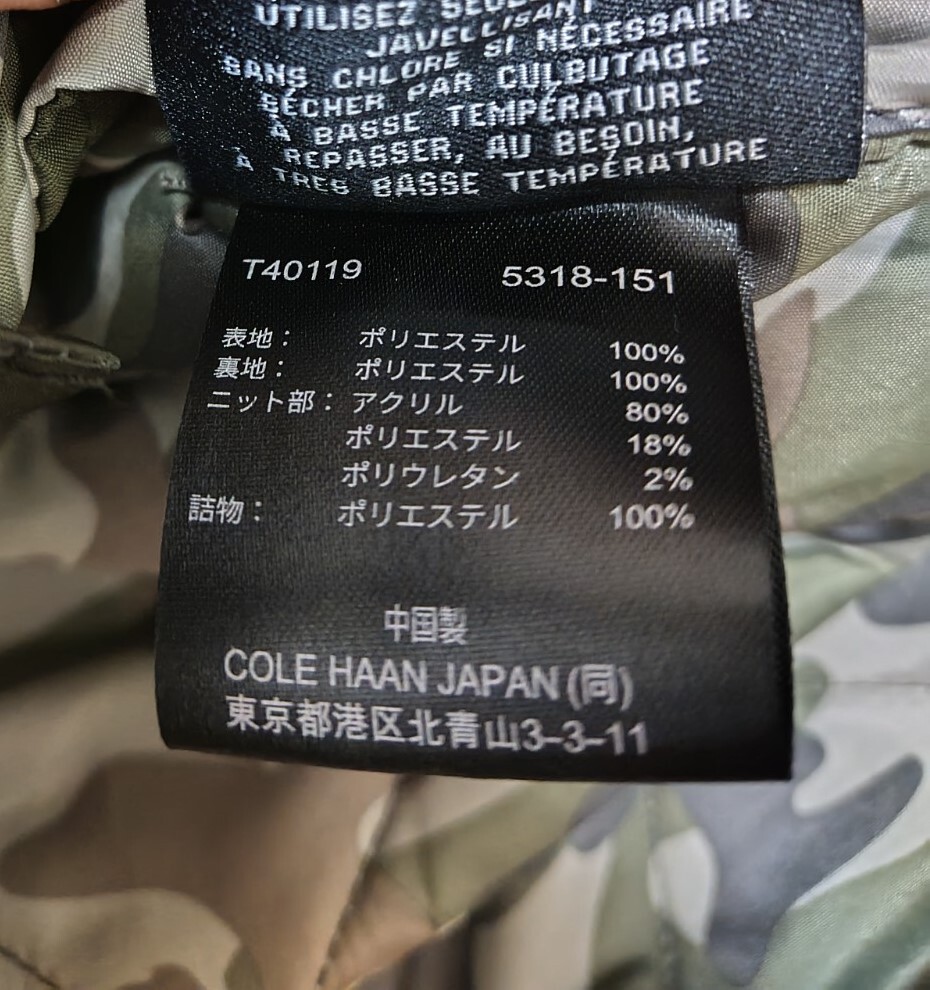 UTILISEZ
JAVELLISANT
SANS CHLORE SI NÉCESSAIRE
SÉCHER PAR CULBUTAGE
À BASSE TEMPÉRATURE
REPASSER, AU BESOIN,
À TRÈS BASSE TEMPÉRATURE
T40119 5318-151
表地： ポリエステル 100%
裏地： ポリエステル 100%
ニット部： アクリル 80%
ポリエステル 18%
ポリウレタン 2%
詰物： ポリエステル 100%
中国製
COLE HAAN JAPAN (同)
東京都港区北青山3-3-11